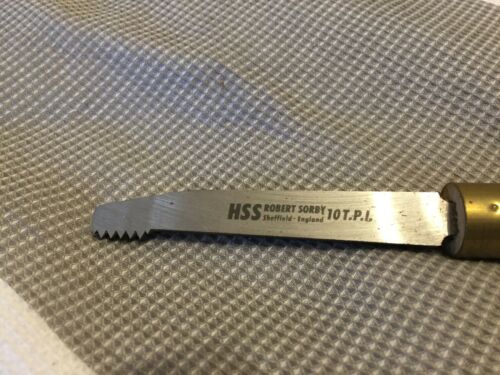 HSS ROBERT SORBY 10 T.P.I.
Sheffield - England